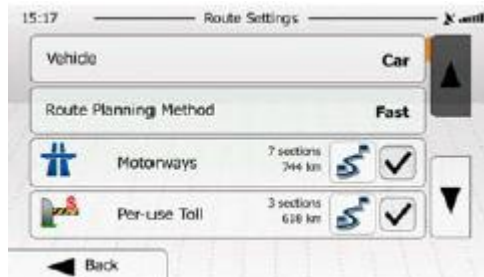 15:17 Route Settings
Vehicle Car
Route Planning Method Fast
Motorways 7 sections 744 km
Per-use Toll 3 sections 618 km
Back